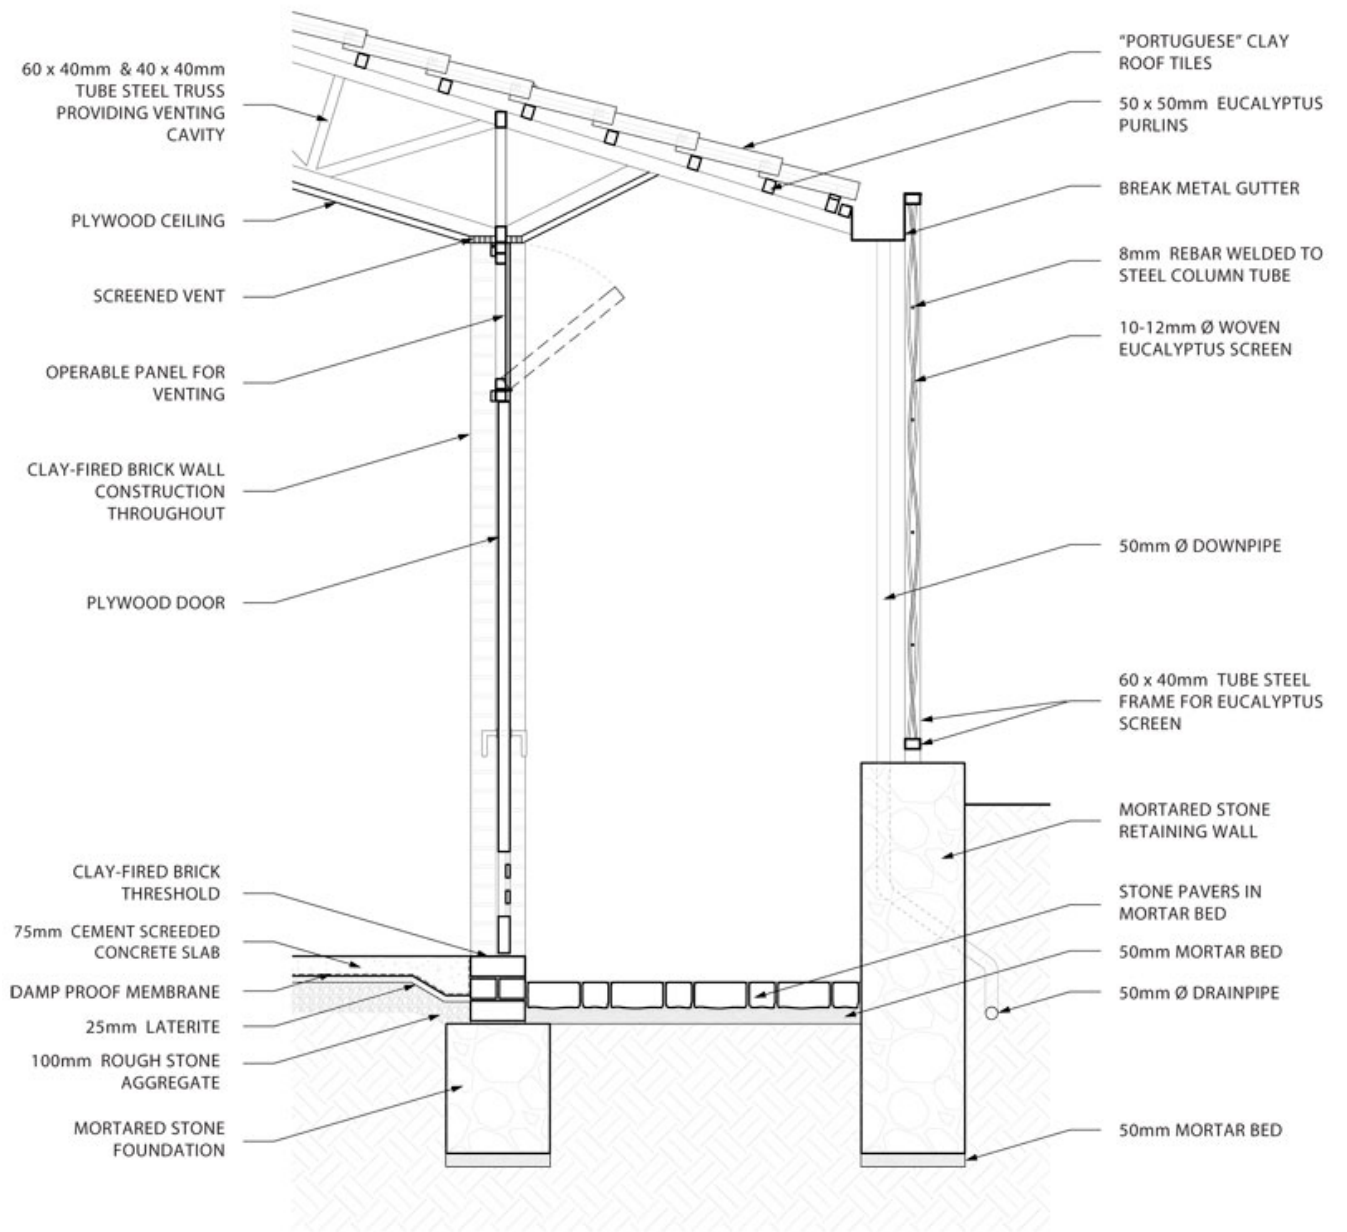 60 x 40mm & 40 x 40mm
TUBE STEEL TRUSS
PROVIDING VENTING
CAVITY
PLYWOOD CEILING
SCREENED VENT
OPERABLE PANEL FOR
VENTING
CLAY-FIRED BRICK WALL
CONSTRUCTION
THROUGHOUT
PLYWOOD DOOR
CLAY-FIRED BRICK
THRESHOLD
75mm CEMENT SCREEDED
CONCRETE SLAB
DAMP PROOF MEMBRANE
25mm LATERITE
100mm ROUGH STONE
AGGREGATE
MORTARED STONE
FOUNDATION
“PORTUGUESE” CLAY
ROOF TILES
50 x 50mm EUCALYPTUS
PURLINS
BREAK METAL GUTTER
8mm REBAR WELDED TO
STEEL COLUMN TUBE
10-12mm Ø WOVEN
EUCALYPTUS SCREEN
50mm Ø DOWNPIPE
60 x 40mm TUBE STEEL
FRAME FOR EUCALYPTUS
SCREEN
MORTARED STONE
RETAINING WALL
STONE PAVERS IN
MORTAR BED
50mm MORTAR BED
50mm Ø DRAINPIPE
50mm MORTAR BED